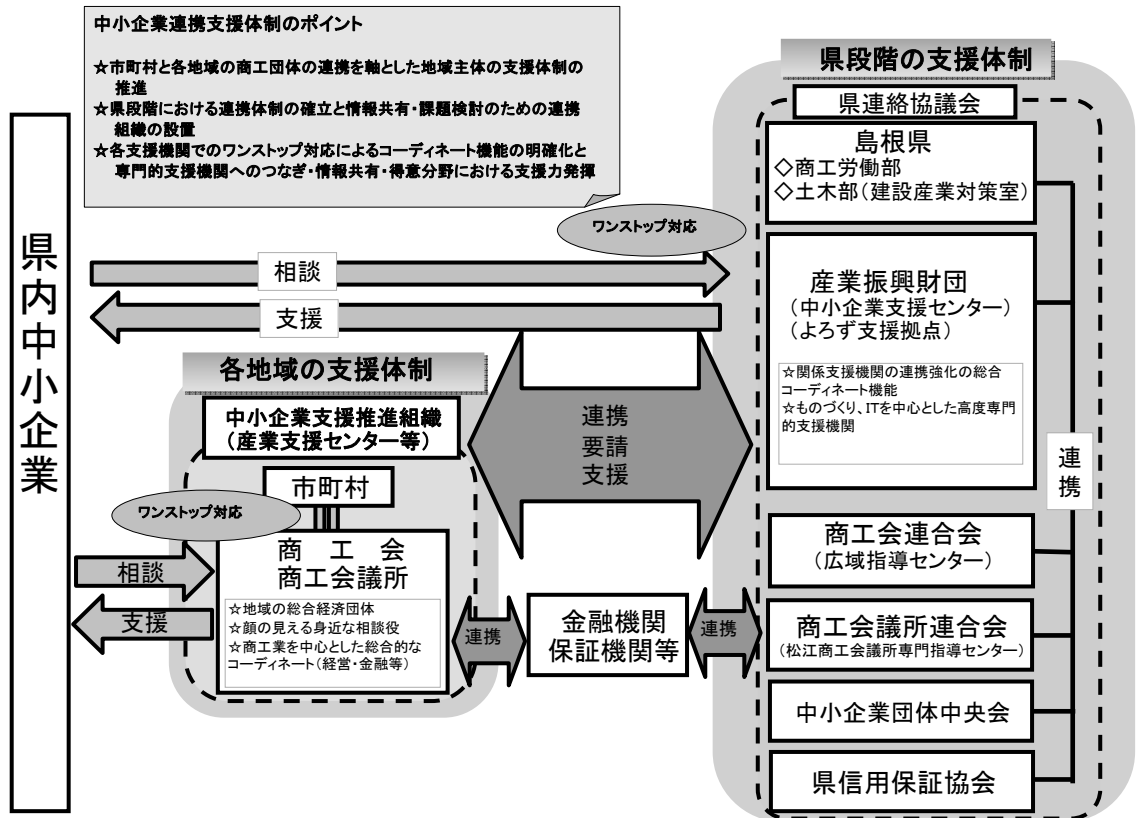 中小企業連携支援体制のポイント
☆市町村と各地域の商工団体の連携を軸とした地域主体の支援体制の
推進
☆県段階における連携体制の確立と情報共有・課題検討のための連携
組織の設置
☆各支援機関でのワンストップ対応によるコーディネート機能の明確化と
専門的支援機関へのつなぎ・情報共有・得意分野における支援力発揮
県内中小企業
ワンストップ対応
相談
支援
各地域の支援体制
中小企業支援推進組織
(産業支援センター等)
市町村
ワンストップ対応
商 工 会
商工会議所
☆地域の総合経済団体
☆顔の見える身近な相談役
☆商工業を中心とした総合的な
コーディネート(経営・金融等)
相談
支援
連携
要請
支援
連携
金融機関
保証機関等
連携
県段階の支援体制
県連絡協議会
島根県
◇商工労働部
◇土木部(建設産業対策室)
産業振興財団
(中小企業支援センター)
(よろず支援拠点)
☆関係支援機関の連携強化の総合
コーディネート機能
☆ものづくり、ITを中心とした高度専門
的支援機関
連携
商工会連合会
(広域指導センター)
商工会議所連合会
(松江商工会議所専門指導センター)
中小企業団体中央会
県信用保証協会